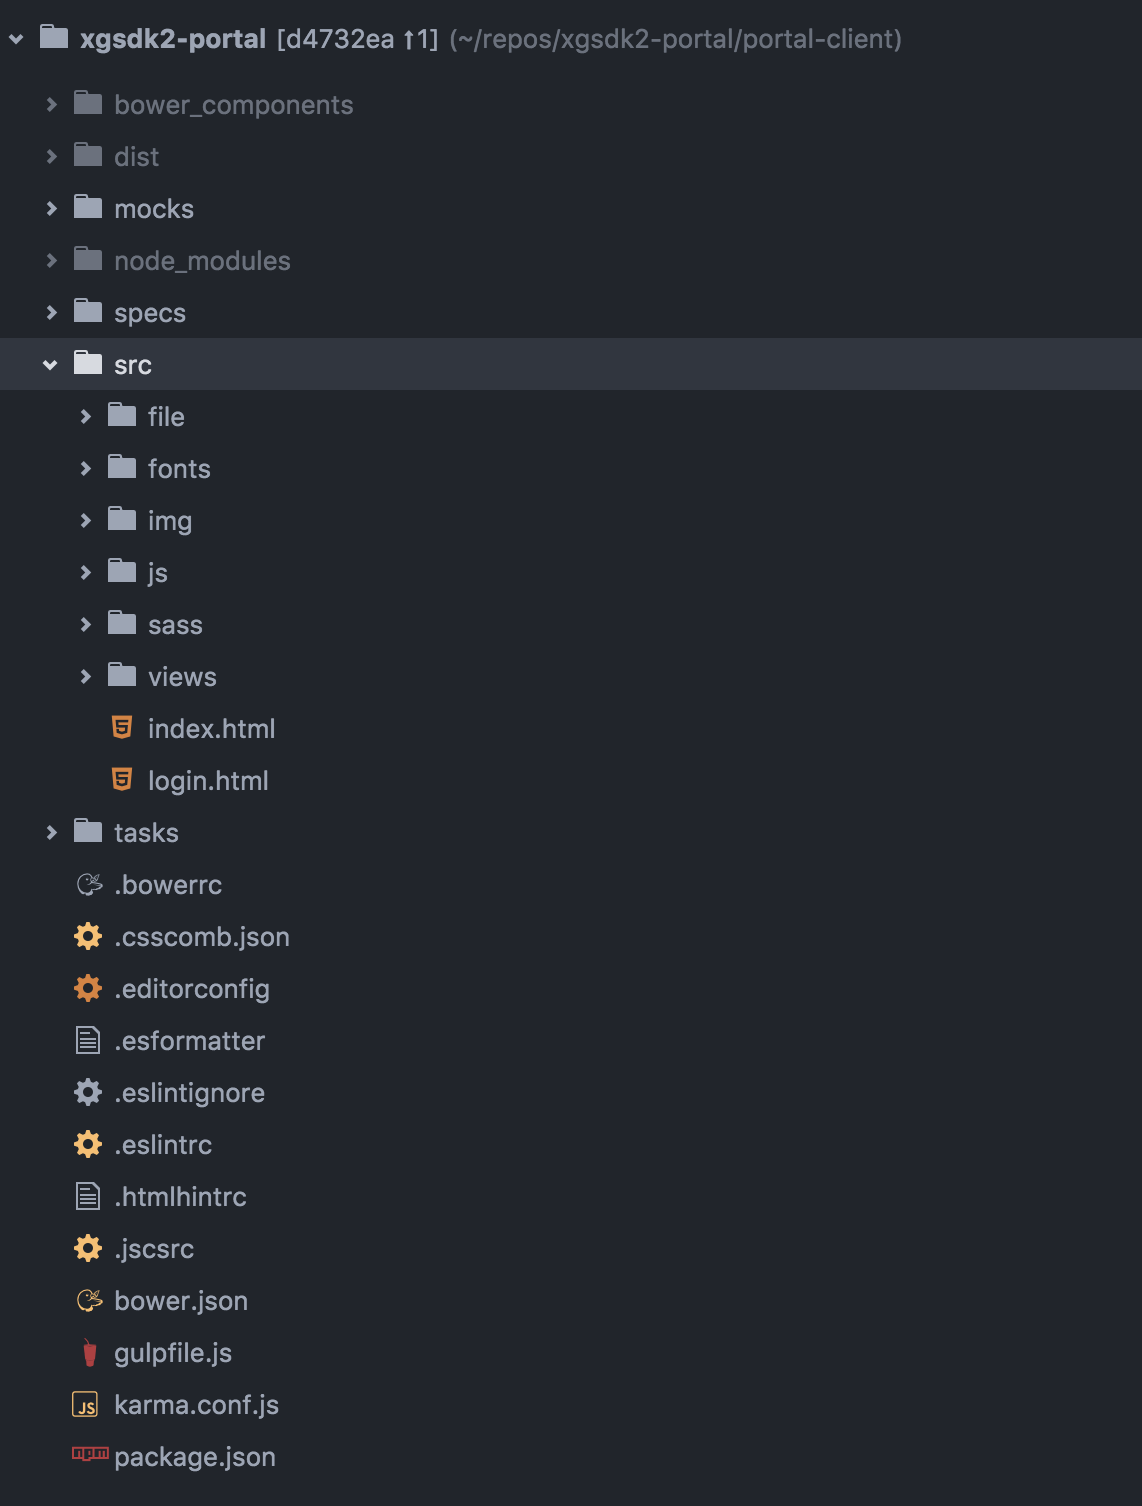 xgsdk2-portal [d4732ea ↑1] (~/repos/xgsdk2-portal/portal-client)
bower_components
dist
mocks
node_modules
specs
src
file
fonts
img
js
sass
views
index.html
login.html
tasks
.bowerrc
.csscomb.json
.editorconfig
.esformatter
.eslintignore
.eslintrc
.htmlhintrc
.jscsrc
bower.json
gulpfile.js
karma.conf.js
package.json